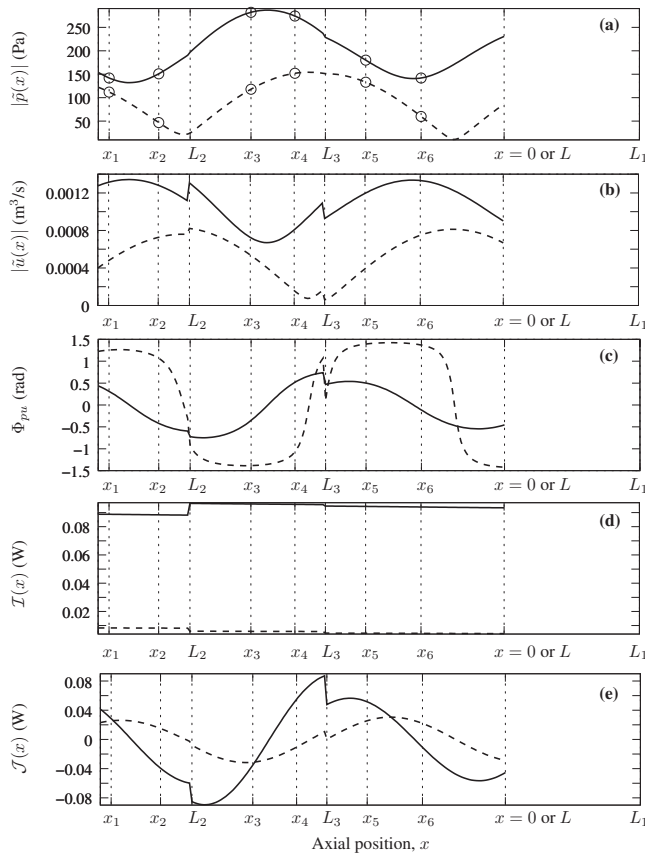 (a)
|p̃(x)| (Pa)
250
200
150
100
50
x₁ x₂ L₂ x₃ x₄ L₃ x₅ x₆ x = 0 or L L₁
(b)
|ũ(x)| (m³/s)
0.0012
0.0008
0.0004
0
x₁ x₂ L₂ x₃ x₄ L₃ x₅ x₆ x = 0 or L L₁
(c)
Φₚᵤ (rad)
1.5
1
0.5
0
−0.5
−1
−1.5
x₁ x₂ L₂ x₃ x₄ L₃ x₅ x₆ x = 0 or L L₁
(d)
ℐ(x) (W)
0.08
0.06
0.04
0.02
x₁ x₂ L₂ x₃ x₄ L₃ x₅ x₆ x = 0 or L L₁
(e)
𝒥(x) (W)
0.08
0.04
0
−0.04
−0.08
x₁ x₂ L₂ x₃ x₄ L₃ x₅ x₆ x = 0 or L L₁
Axial position, x